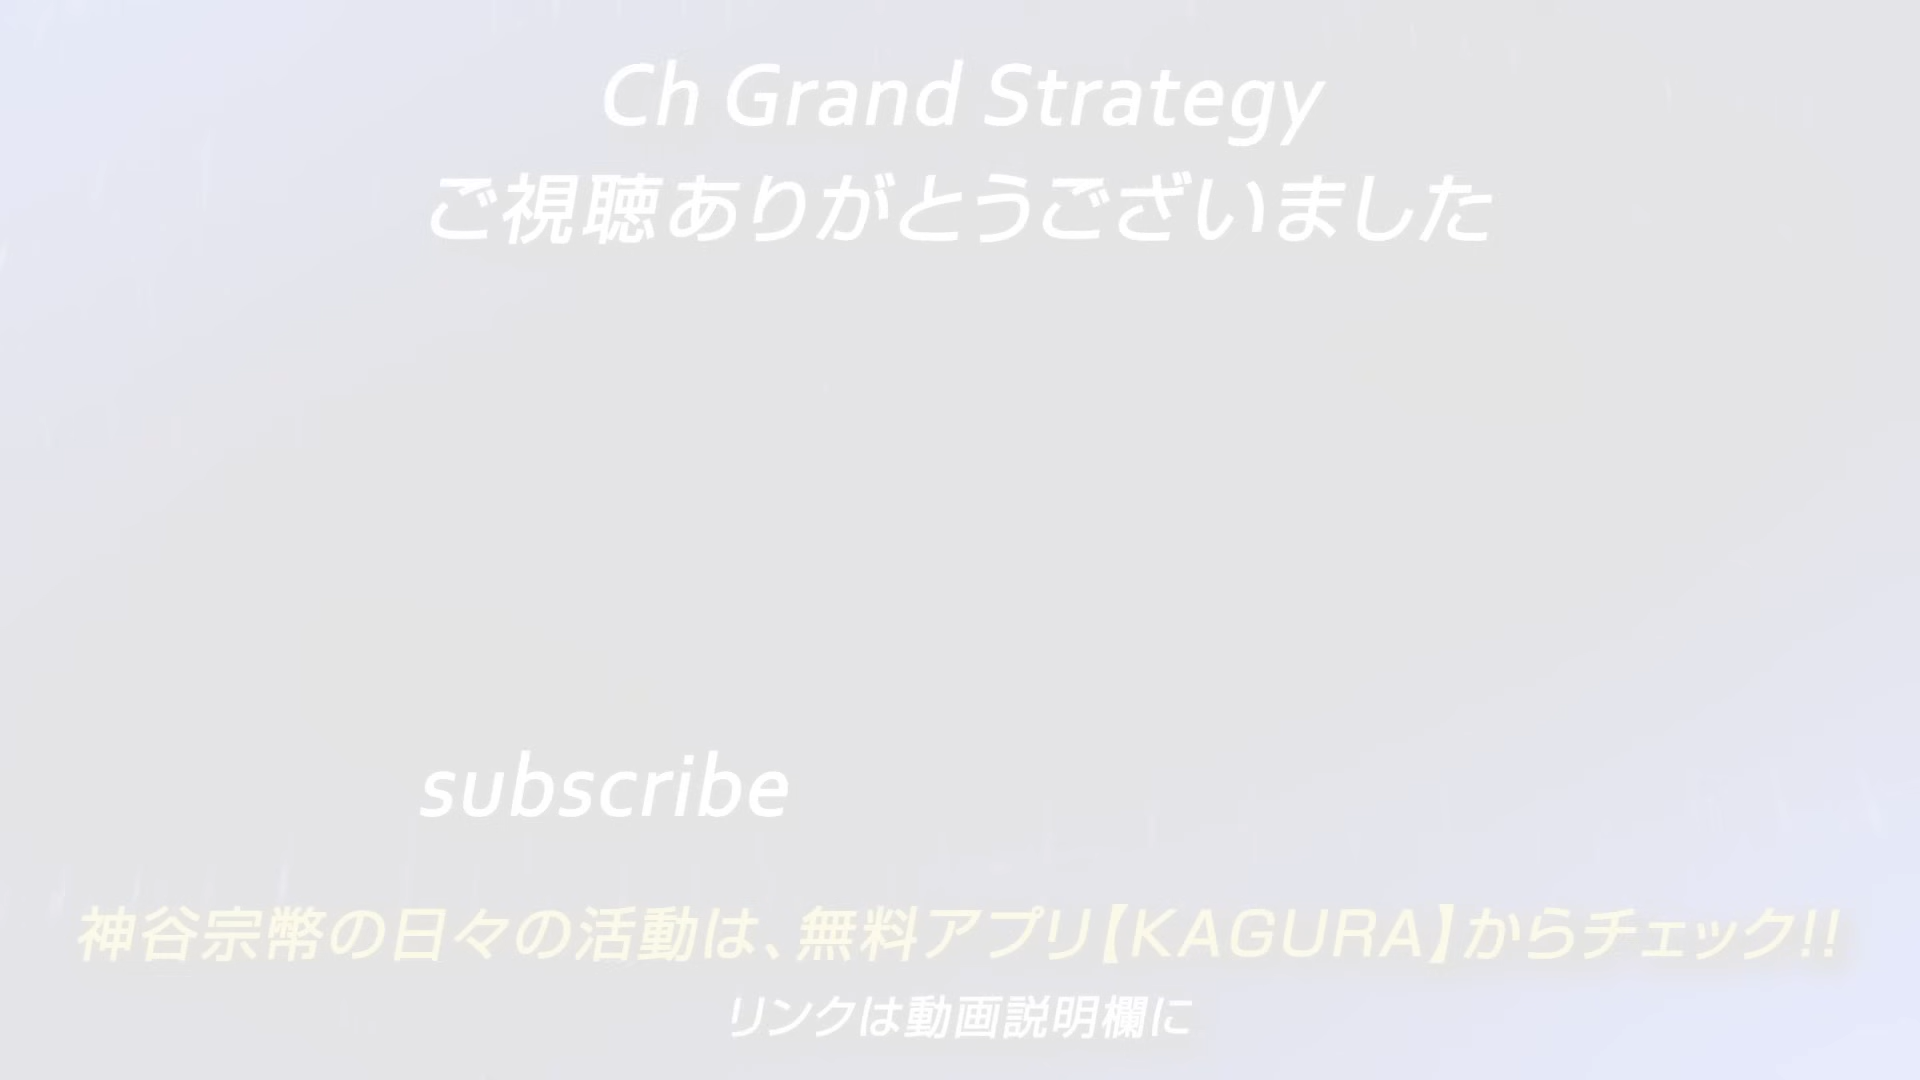 Ch Grand Strategy
ご視聴ありがとうございました
subscribe
神谷宗幣の日々の活動は、無料アプリ【KAGURA】からチェック!!
リンクは動画説明欄に